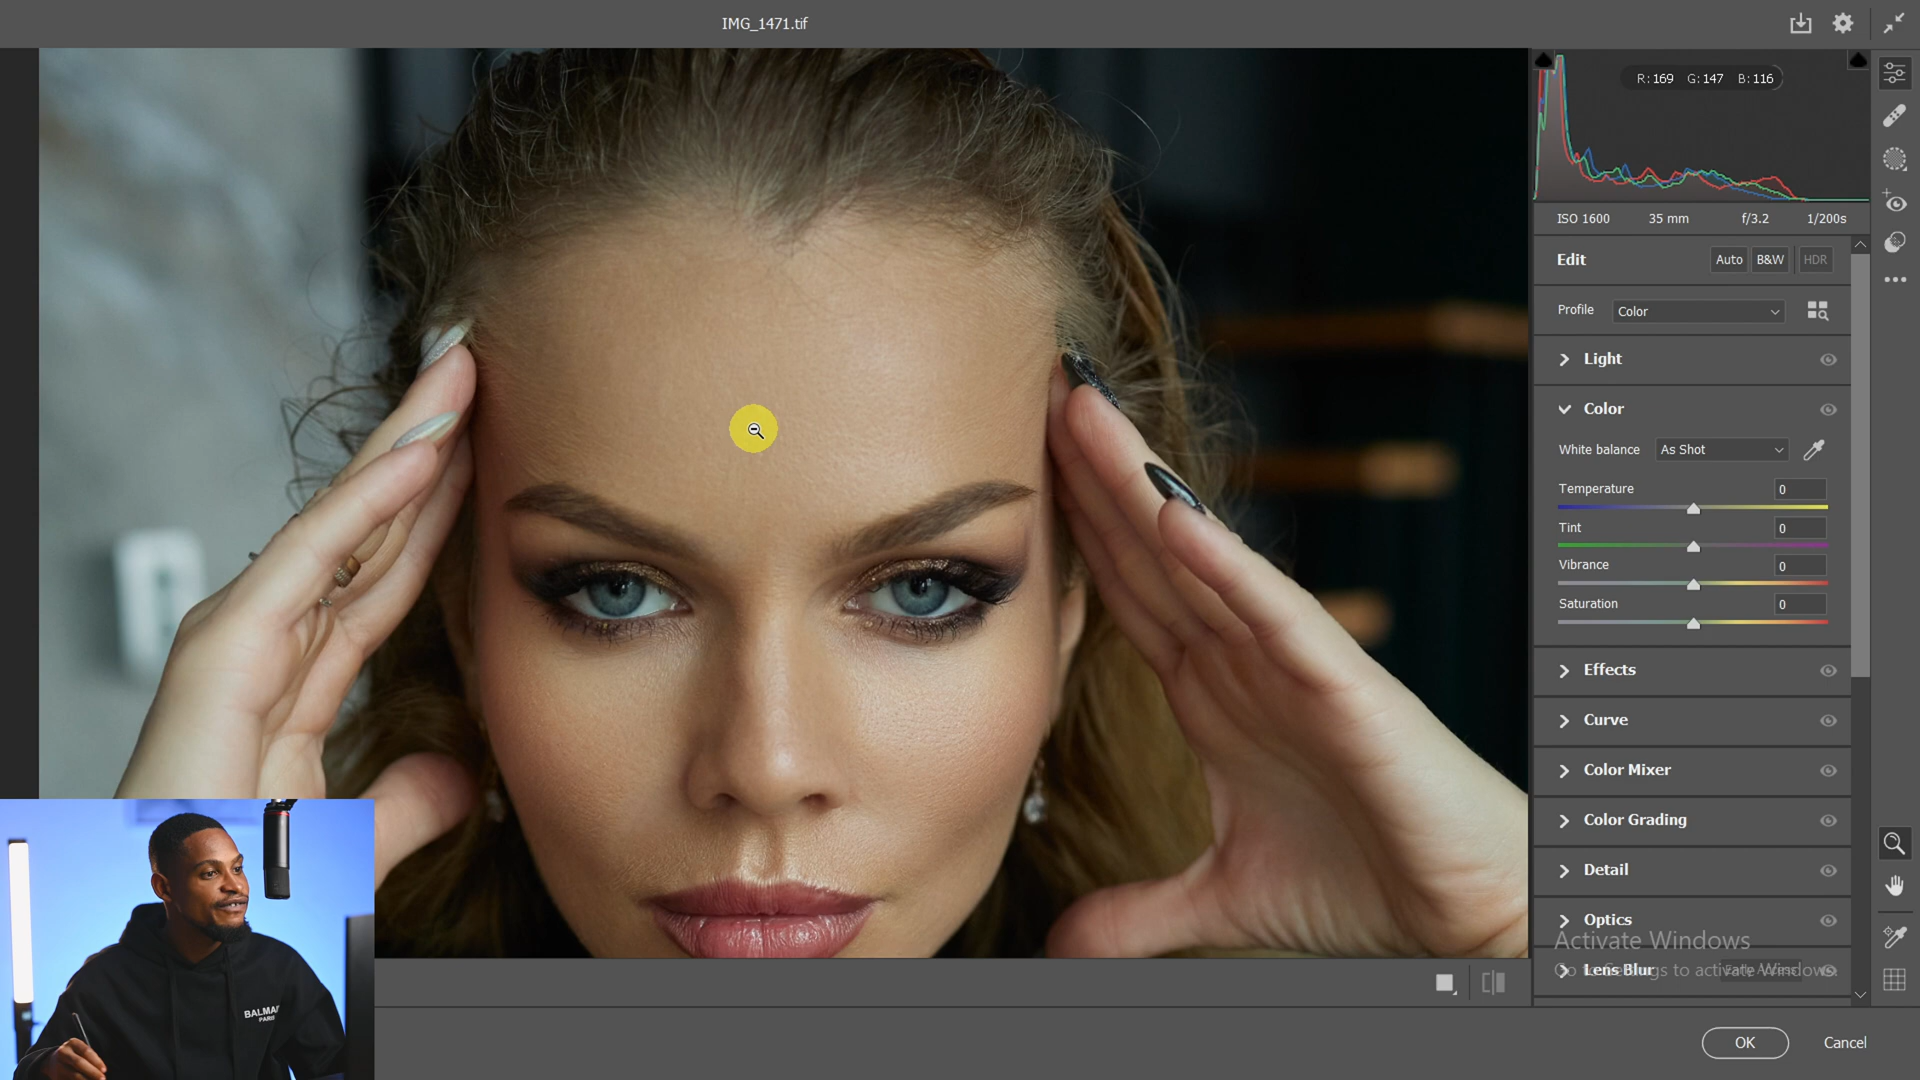 IMG_1471.tif
R: 169 G: 147 B: 116
ISO 1600 35 mm f/3.2 1/200s
Edit Auto B&W HDR
Profile Color
Light
Color
White balance As Shot
Temperature 0
Tint 0
Vibrance 0
Saturation 0
Effects
Curve
Color Mixer
Color Grading
Detail
Optics
Activate Windows
Go to Settings to activate Windows.
Lens Blur Early Access
BALMAIN
PARIS
OK Cancel